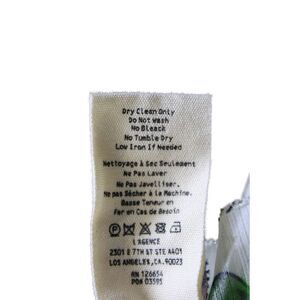 Dry Clean Only
Do Not Wash
No Bleach
No Tumble Dry
Low Iron If Needed
Nettoyage à Sec Seulement
Ne Pas Laver
Ne Pas Javelliser.
Ne pas Sécher à la Machine.
Basse Teneur en
Fer en Cas de Besoin
L'AGENCE
2301 E 7TH ST STE A401
LOS ANGELES, CA.90023
RN 126654
PO# 03595